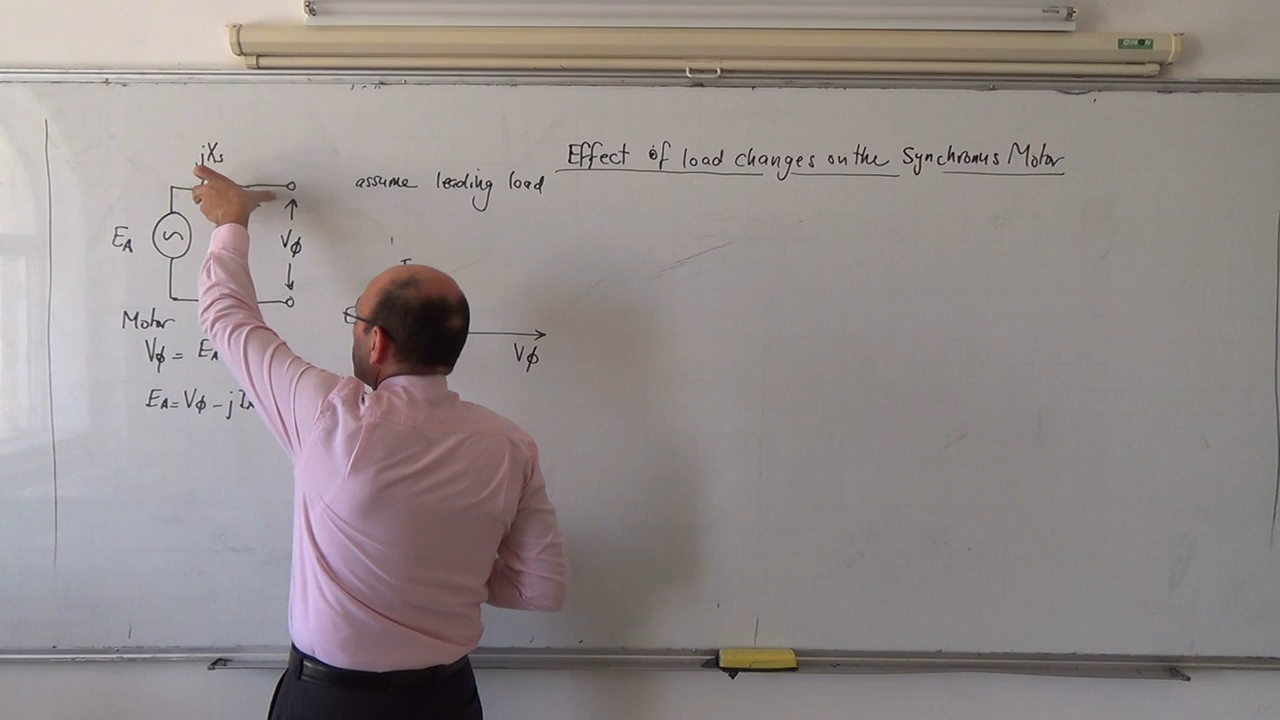 Effect of load changes on the Synchronus Motor
jXs
assume leading load
EA
Vφ
Motor
Vφ = EA
EA = Vφ - j
I
Vφ